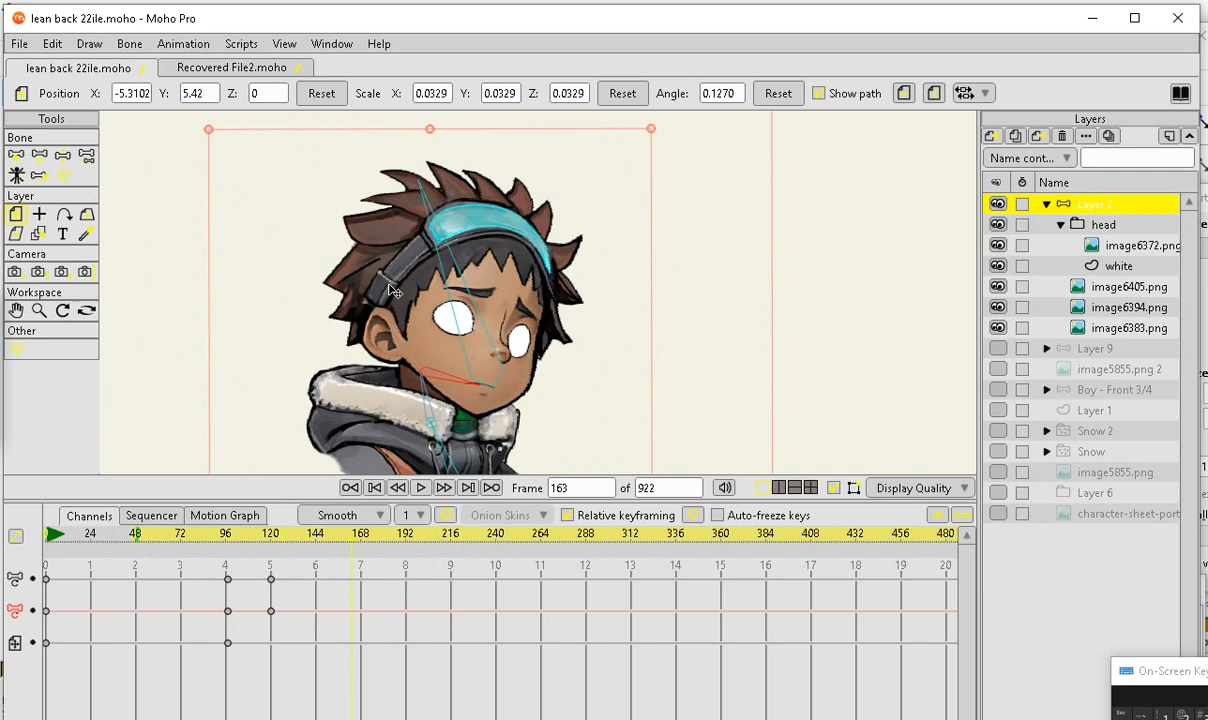 lean back 22ile.moho - Moho Pro
File Edit Draw Bone Animation Scripts View Window Help
lean back 22ile.moho Recovered File2.moho
Position X: -5.3102 Y: 5.42 Z: 0 Reset Scale X: 0.0329 Y: 0.0329 Z: 0.0329 Reset Angle: 0.1270 Reset Show path
Tools
Bone
Layer
Camera
Workspace
Other
Layers
Name cont...
Name
Layer 2
head
image6372.png
white
image6405.png
image6394.png
image6383.png
Layer 9
image5855.png 2
Boy - Front 3/4
Layer 1
Snow 2
Snow
image5855.png
Layer 6
character-sheet-port
Frame 163 of 922 Display Quality
Channels Sequencer Motion Graph Smooth 1 Onion Skins Relative keyframing Auto-freeze keys
24 48 72 96 120 144 168 192 216 240 264 288 312 336 360 384 408 432 456 480
0 1 2 3 4 5 6 7 8 9 10 11 12 13 14 15 16 17 18 19 20
On-Screen Key